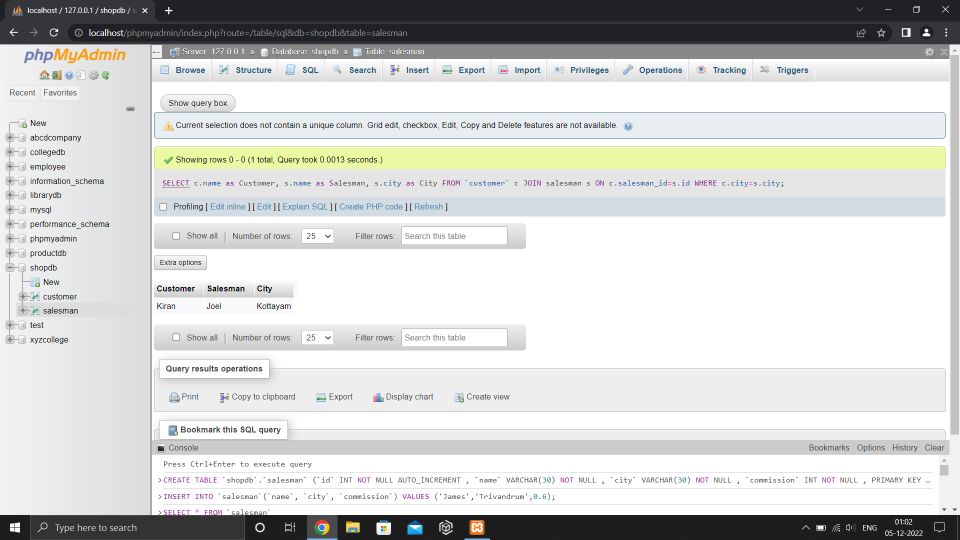 localhost / 127.0.0.1 / shopdb / s
localhost/phpmyadmin/index.php?route=/table/sql&db=shopdb&table=salesman
phpMyAdmin
Server: 127.0.0.1 » Database: shopdb » Table: salesman
Browse Structure SQL Search Insert Export Import Privileges Operations Tracking Triggers
Recent Favorites
New
abcdcompany
collegedb
employee
information_schema
librarydb
mysql
performance_schema
phpmyadmin
productdb
shopdb
New
customer
salesman
test
xyzcollege
Show query box
Current selection does not contain a unique column. Grid edit, checkbox, Edit, Copy and Delete features are not available.
Showing rows 0 - 0 (1 total, Query took 0.0013 seconds.)
SELECT c.name as Customer, s.name as Salesman, s.city as City FROM `customer` c JOIN salesman s ON c.salesman_id=s.id WHERE c.city=s.city;
Profiling [ Edit inline ] [ Edit ] [ Explain SQL ] [ Create PHP code ] [ Refresh ]
Show all Number of rows: 25 Filter rows: Search this table
Extra options
Customer Salesman City
Kiran Joel Kottayam
Show all Number of rows: 25 Filter rows: Search this table
Query results operations
Print Copy to clipboard Export Display chart Create view
Bookmark this SQL query
Console Bookmarks Options History Clear
Press Ctrl+Enter to execute query
>CREATE TABLE `shopdb`.`salesman` (`id` INT NOT NULL AUTO_INCREMENT , `name` VARCHAR(30) NOT NULL , `city` VARCHAR(30) NOT NULL , `commission` INT NOT NULL , PRIMARY KEY …
>INSERT INTO `salesman`(`name`, `city`, `commission`) VALUES ('James','Trivandrum',0.6);
>SELECT * FROM `salesman`
Type here to search
ENG
01:02
05-12-2022